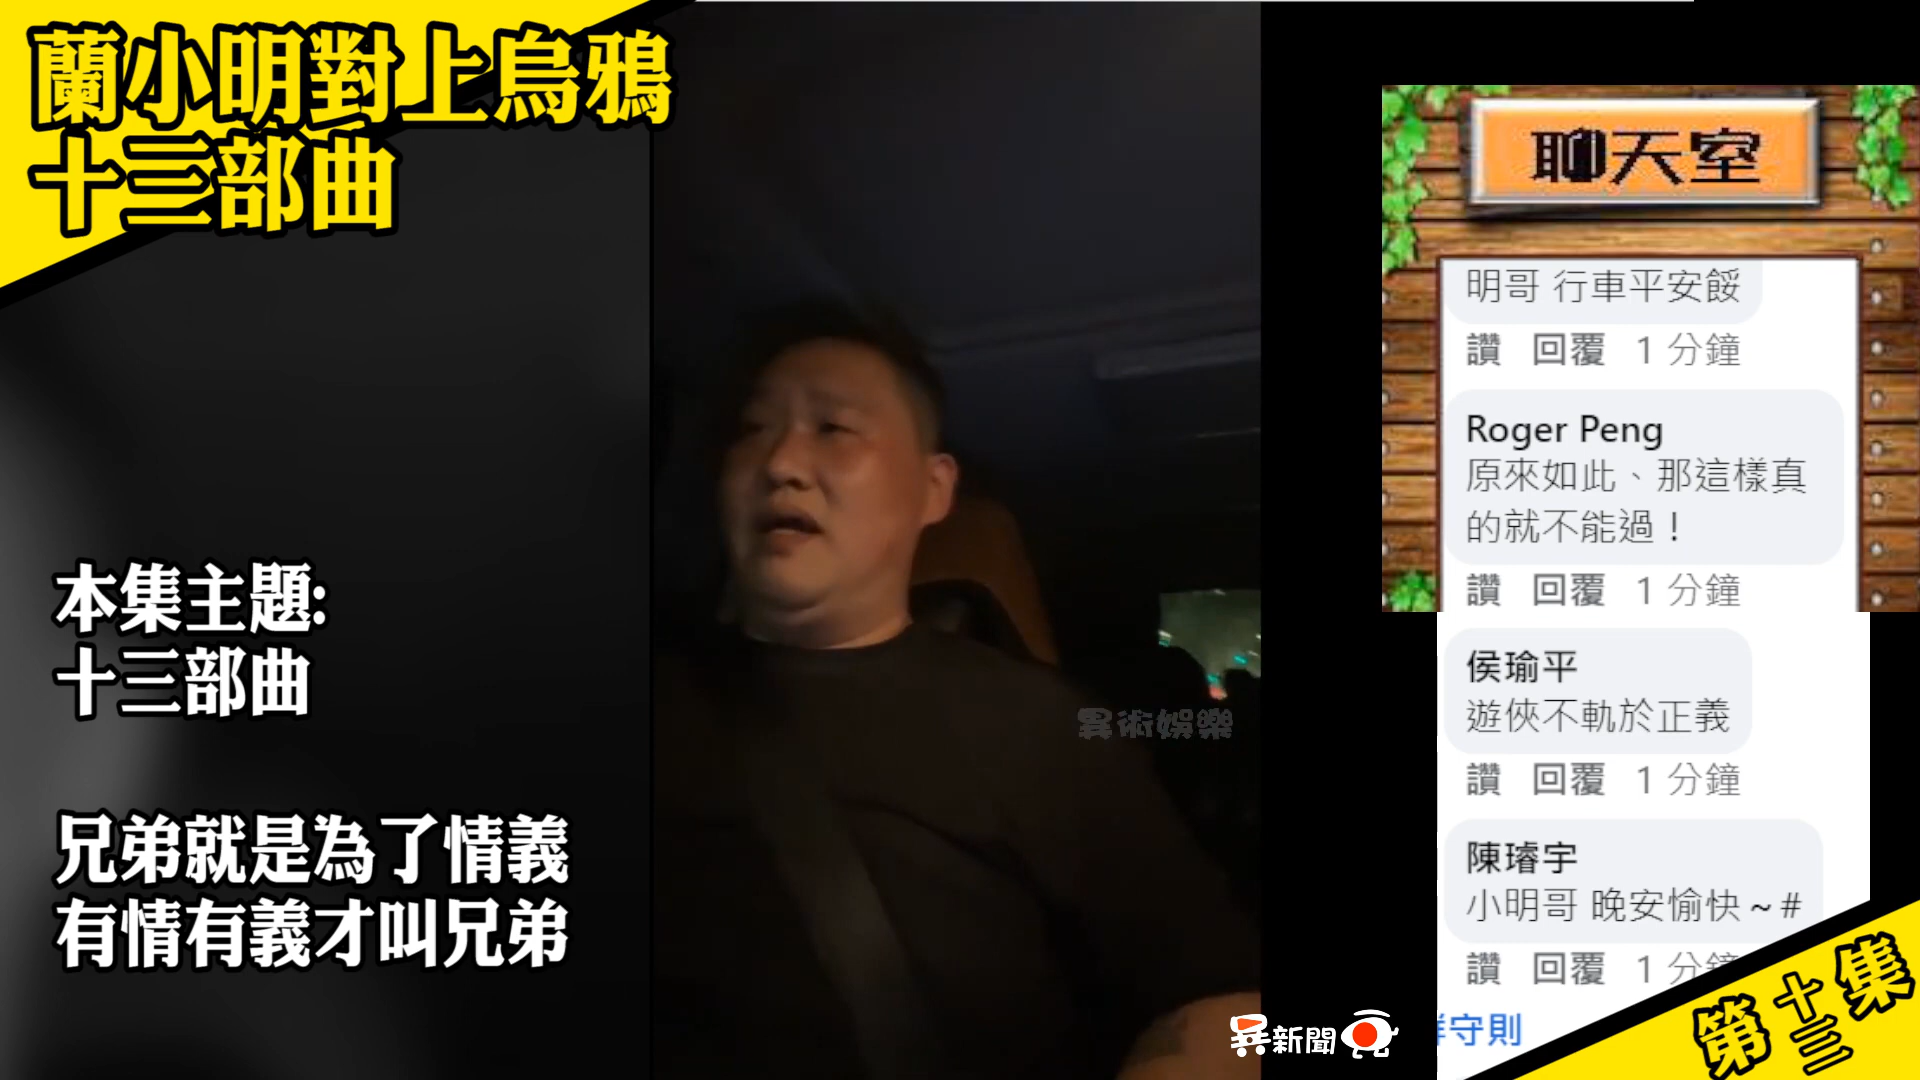 蘭小明對上烏鴉
十三部曲
本集主題:
十三部曲
兄弟就是為了情義
有情有義才叫兄弟
異術娛樂
異新聞
聊天室
明哥 行車平安餒
讚 回覆 1 分鐘
Roger Peng
原來如此、那這樣真
的就不能過！
讚 回覆 1 分鐘
侯瑜平
遊俠不軌於正義
讚 回覆 1 分鐘
陳璿宇
小明哥 晚安愉快~#
讚 回覆 1 分鐘
守則
第十三集